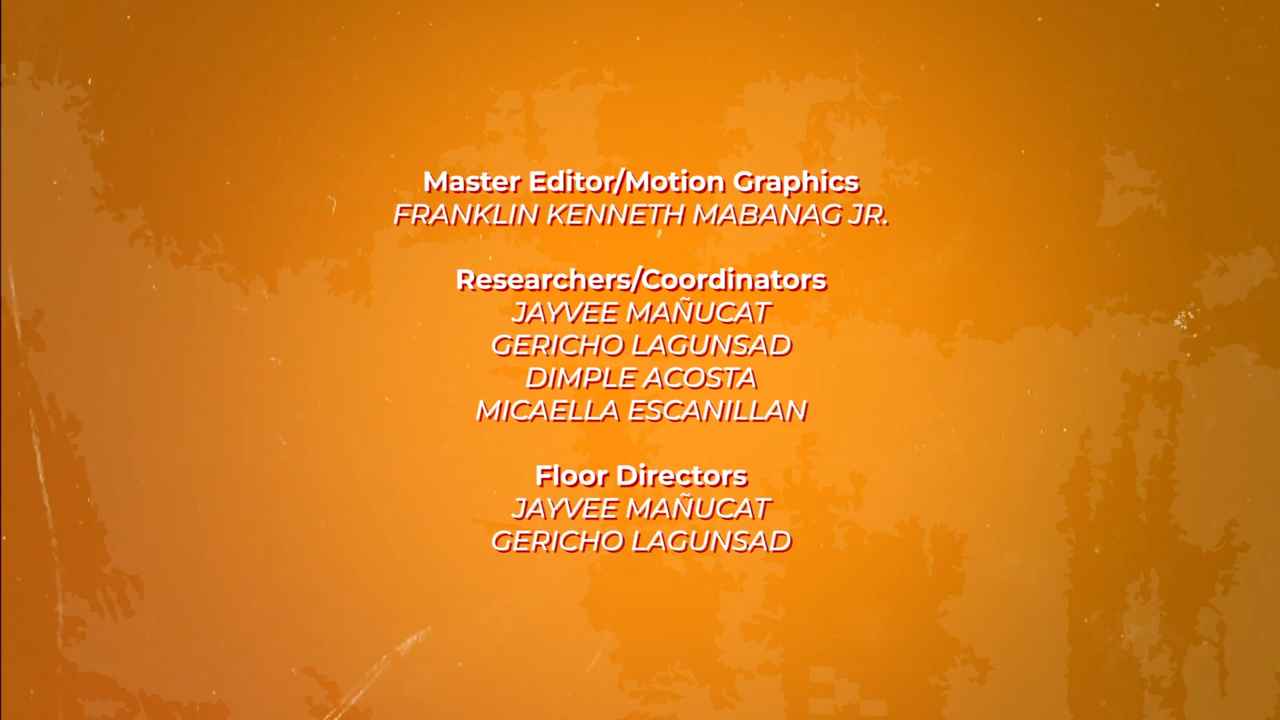 Master Editor/Motion Graphics
FRANKLIN KENNETH MABANAG JR.
Researchers/Coordinators
JAYVEE MAÑUCAT
GERICHO LAGUNSAD
DIMPLE ACOSTA
MICAELLA ESCANILLAN
Floor Directors
JAYVEE MAÑUCAT
GERICHO LAGUNSAD